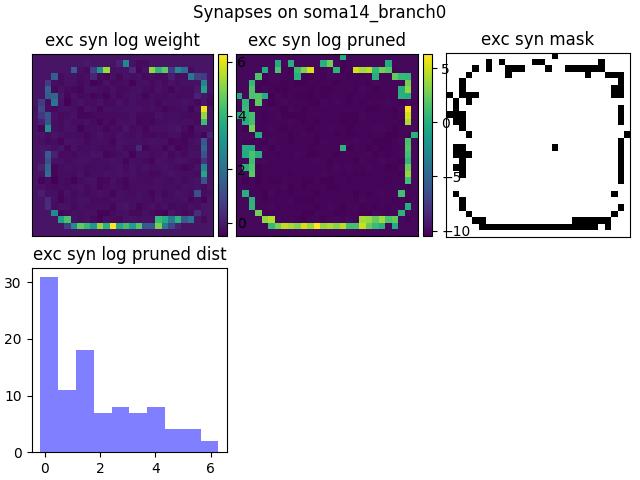 Synapses on soma14_branch0
exc syn log weight
exc syn log pruned
exc syn mask
6
4
2
0
5
0
−5
−10
exc syn log pruned dist
30
20
10
0
0 2 4 6